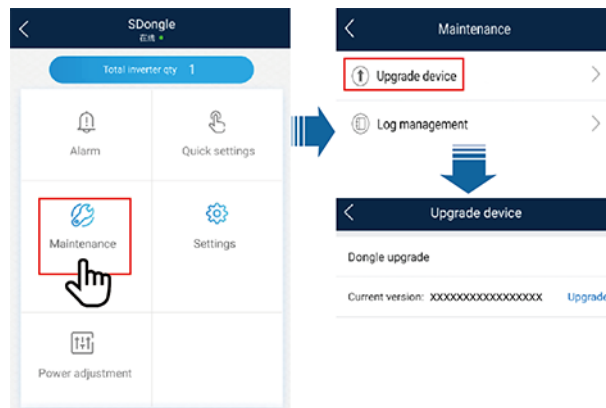 SDongle
在线
Total inverter qty 1
Alarm
Quick settings
Maintenance
Settings
Power adjustment
Maintenance
Upgrade device
Log management
Upgrade device
Dongle upgrade
Current version: XXXXXXXXXXXXXXXXX Upgrade